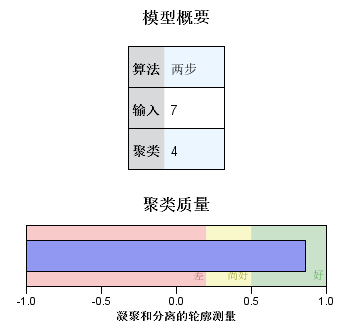 模型概要
算法 两步
输入 7
聚类 4
聚类质量
差 尚好 好
-1.0 -0.5 0.0 0.5 1.0
凝聚和分离的轮廓测量